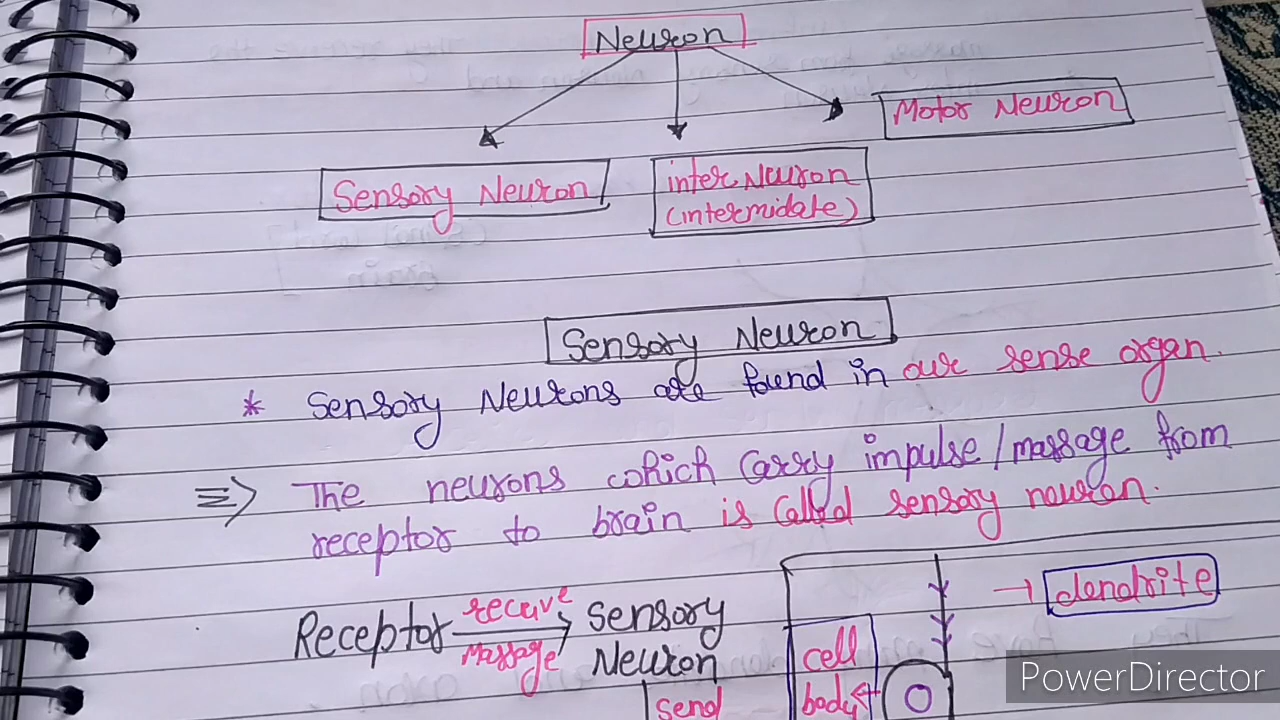 Neuron
Motor Neuron
Sensory Neuron
inter Neuron
(intermidate)
Sensory Neuron
* Sensory Neurons are found in our sense organ.
The neurons which carry impulse/massage from
receptor to brain is called sensory nauran.
Receptor receive massage sensory
Neuron
send
dendrite
cell
body
PowerDirector